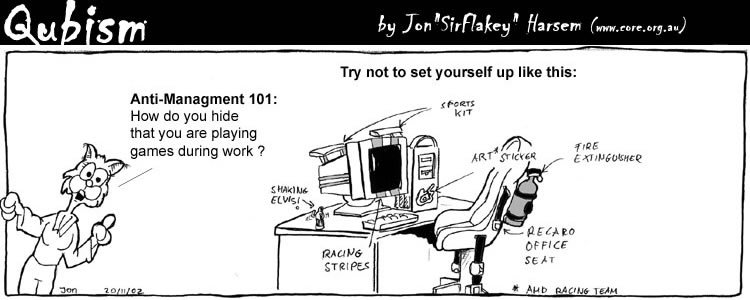 Qubism
by Jon "SirFlakey" Harsem (www.core.org.au)
Try not to set yourself up like this:
Anti-Managment 101:
How do you hide
that you are playing
games during work ?
SPORTS
KIT
ART* STICKER
FIRE
EXTINGUISHER
SHAKING
ELVIS!
RACING
STRIPES
RECARO
OFFICE
SEAT
Jon 20/11/02
* AMD RACING TEAM